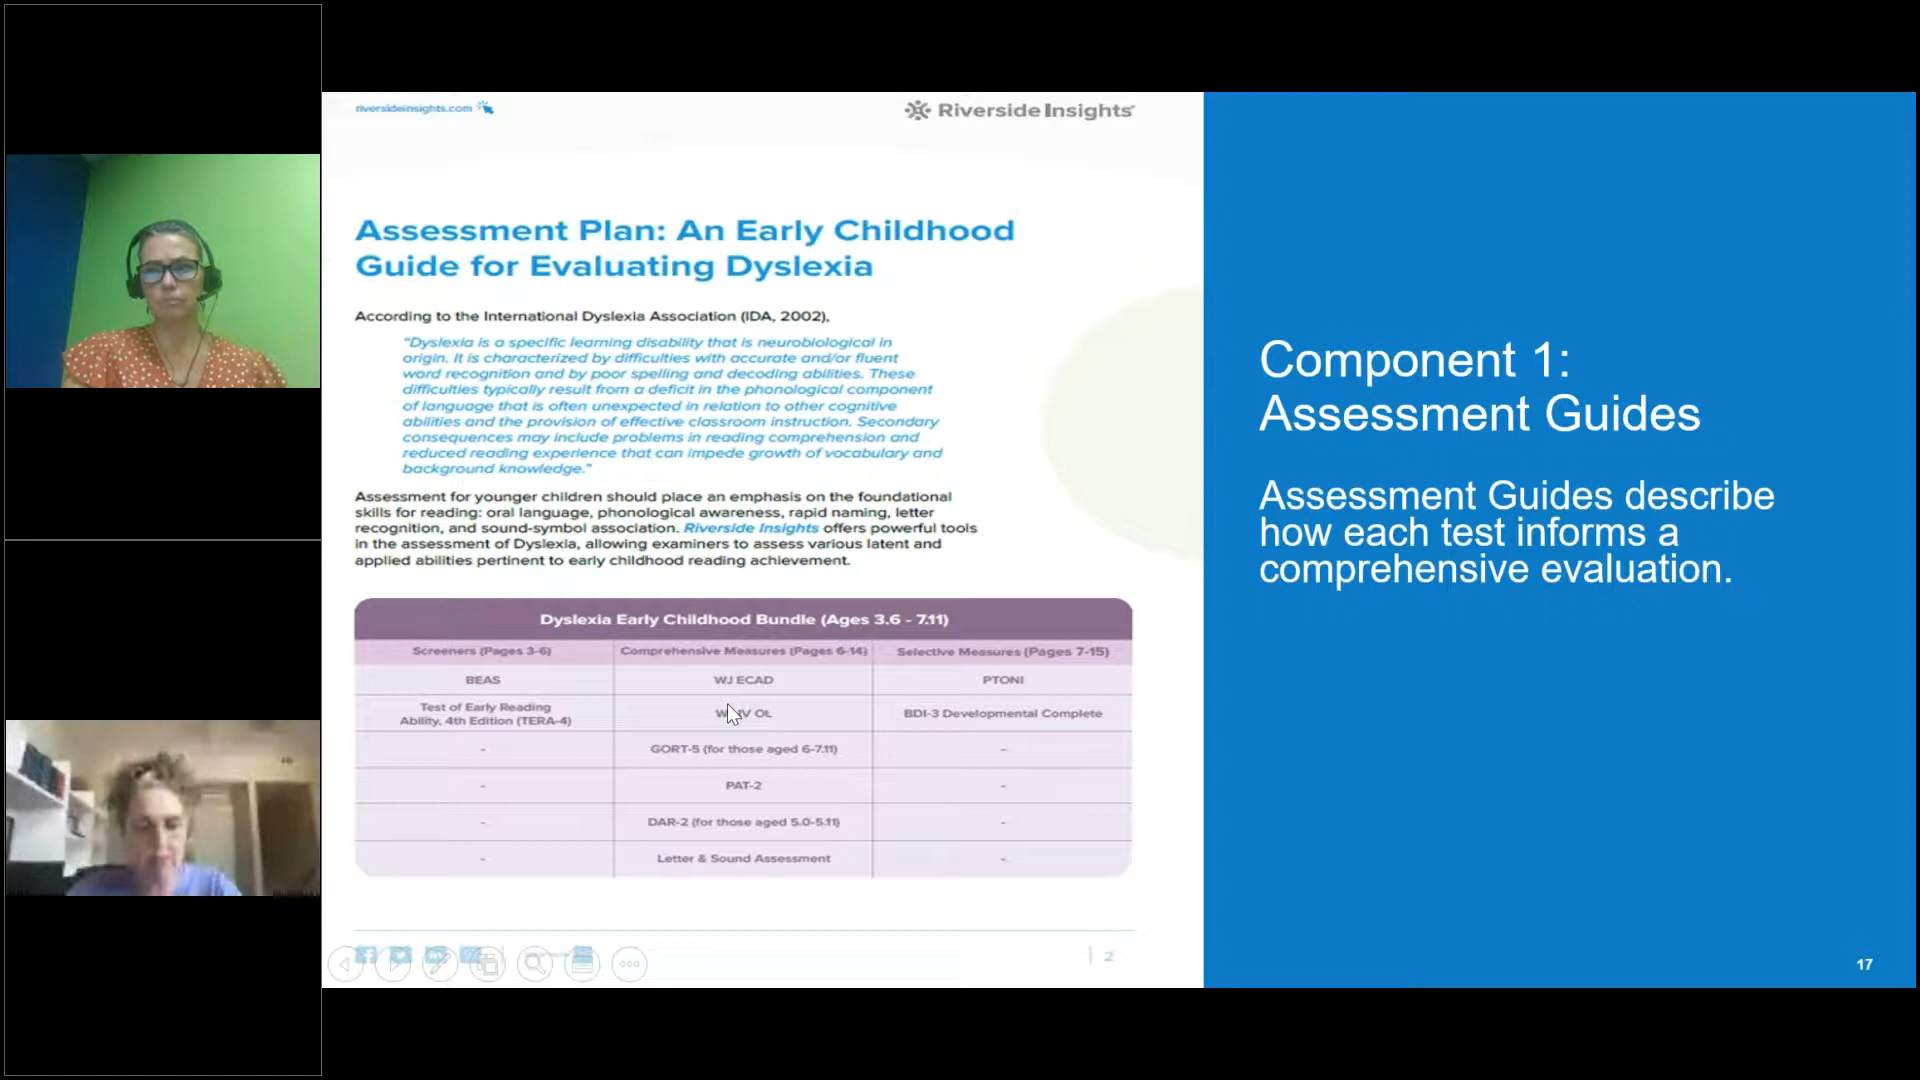 riversideinsights.com
Riverside Insights
Assessment Plan: An Early Childhood
Guide for Evaluating Dyslexia
According to the International Dyslexia Association (IDA, 2002),
"Dyslexia is a specific learning disability that is neurobiological in
origin. It is characterized by difficulties with accurate and/or fluent
word recognition and by poor spelling and decoding abilities. These
difficulties typically result from a deficit in the phonological component
of language that is often unexpected in relation to other cognitive
abilities and the provision of effective classroom instruction. Secondary
consequences may include problems in reading comprehension and
reduced reading experience that can impede growth of vocabulary and
background knowledge."
Assessment for younger children should place an emphasis on the foundational
skills for reading: oral language, phonological awareness, rapid naming, letter
recognition, and sound-symbol association. Riverside Insights offers powerful tools
in the assessment of Dyslexia, allowing examiners to assess various latent and
applied abilities pertinent to early childhood reading achievement.
Dyslexia Early Childhood Bundle (Ages 3.6 - 7.11)
Screeners (Pages 3-6) Comprehensive Measures (Pages 6-14) Selective Measures (Pages 7-15)
BEAS WJ ECAD PTONI
Test of Early Reading
Ability, 4th Edition (TERA-4) OL BDI-3 Developmental Complete
- GORT-5 (for those aged 6-7.11) -
- PAT-2 -
- DAR-2 (for those aged 5.0-5.11) -
- Letter & Sound Assessment -
2
Component 1:
Assessment Guides
Assessment Guides describe
how each test informs a
comprehensive evaluation.
17